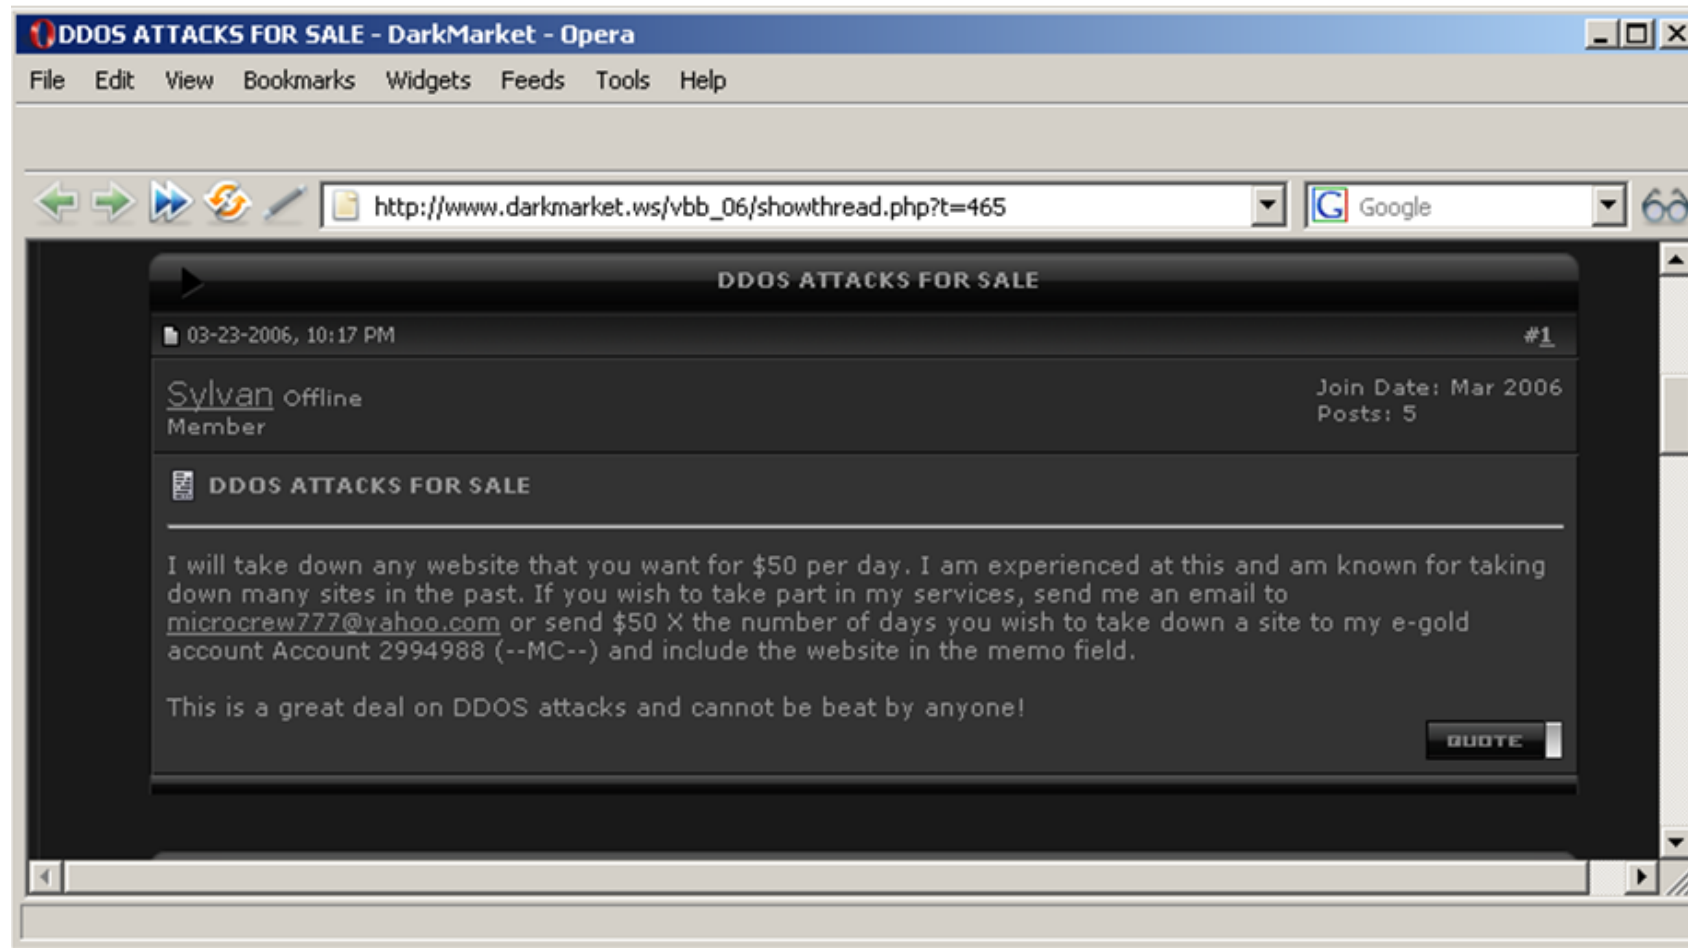 DDOS ATTACKS FOR SALE - DarkMarket - Opera
File Edit View Bookmarks Widgets Feeds Tools Help
http://www.darkmarket.ws/vbb_06/showthread.php?t=465 Google
DDOS ATTACKS FOR SALE
03-23-2006, 10:17 PM #1
Sylvan Offline Join Date: Mar 2006
Member Posts: 5
DDOS ATTACKS FOR SALE
I will take down any website that you want for $50 per day. I am experienced at this and am known for taking
down many sites in the past. If you wish to take part in my services, send me an email to
microcrew777@yahoo.com or send $50 X the number of days you wish to take down a site to my e-gold
account Account 2994988 (--MC--) and include the website in the memo field.
This is a great deal on DDOS attacks and cannot be beat by anyone!
QUOTE